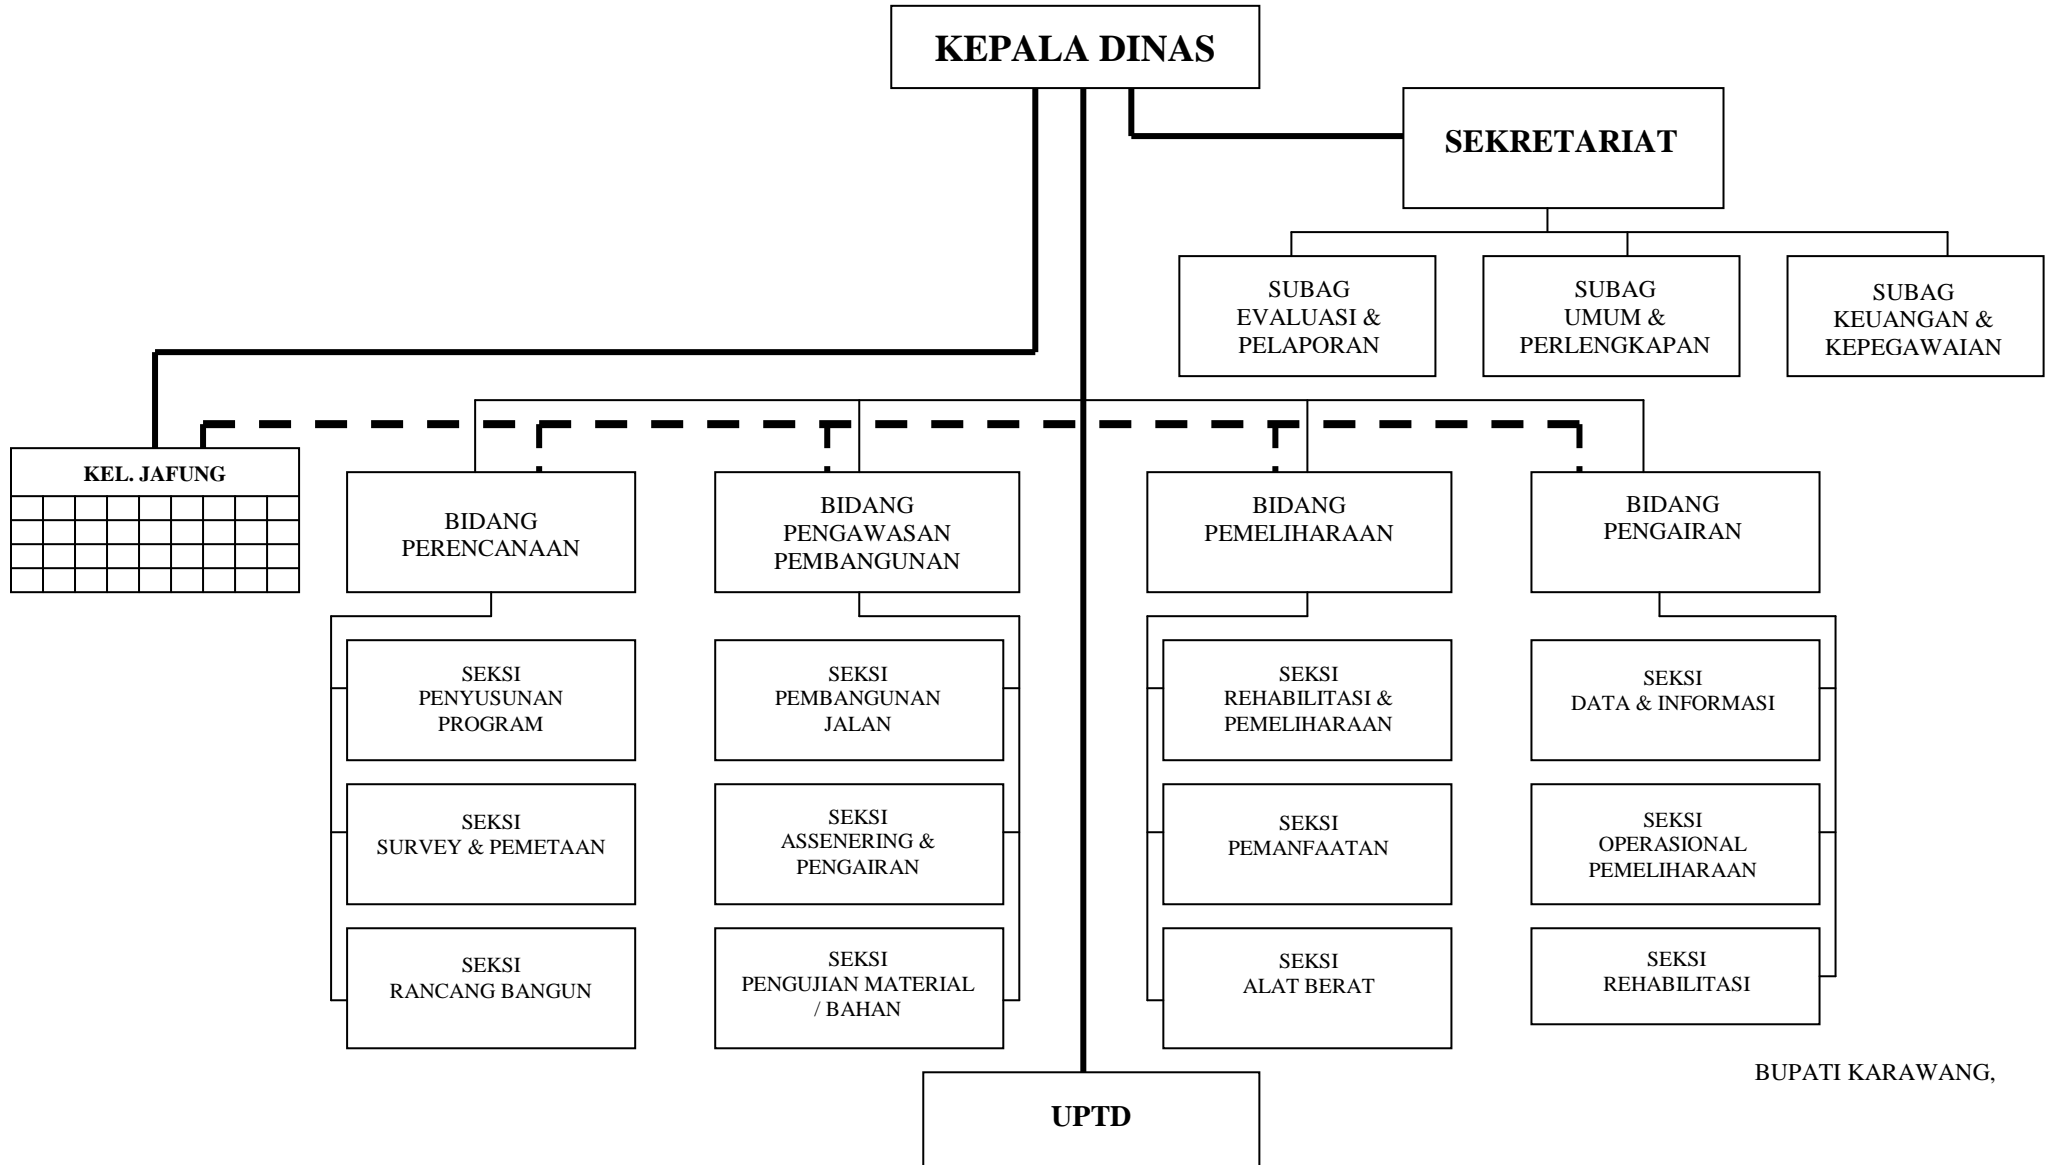 KEPALA DINAS
SEKRETARIAT
SUBAG
EVALUASI &
PELAPORAN
SUBAG
UMUM &
PERLENGKAPAN
SUBAG
KEUANGAN &
KEPEGAWAIAN
KEL. JAFUNG
BIDANG
PERENCANAAN
BIDANG
PENGAWASAN
PEMBANGUNAN
BIDANG
PEMELIHARAAN
BIDANG
PENGAIRAN
SEKSI
PENYUSUNAN
PROGRAM
SEKSI
PEMBANGUNAN
JALAN
SEKSI
REHABILITASI &
PEMELIHARAAN
SEKSI
DATA & INFORMASI
SEKSI
SURVEY & PEMETAAN
SEKSI
ASSENERING &
PENGAIRAN
SEKSI
PEMANFAATAN
SEKSI
OPERASIONAL
PEMELIHARAAN
SEKSI
RANCANG BANGUN
SEKSI
PENGUJIAN MATERIAL
/ BAHAN
SEKSI
ALAT BERAT
SEKSI
REHABILITASI
BUPATI KARAWANG,
UPTD